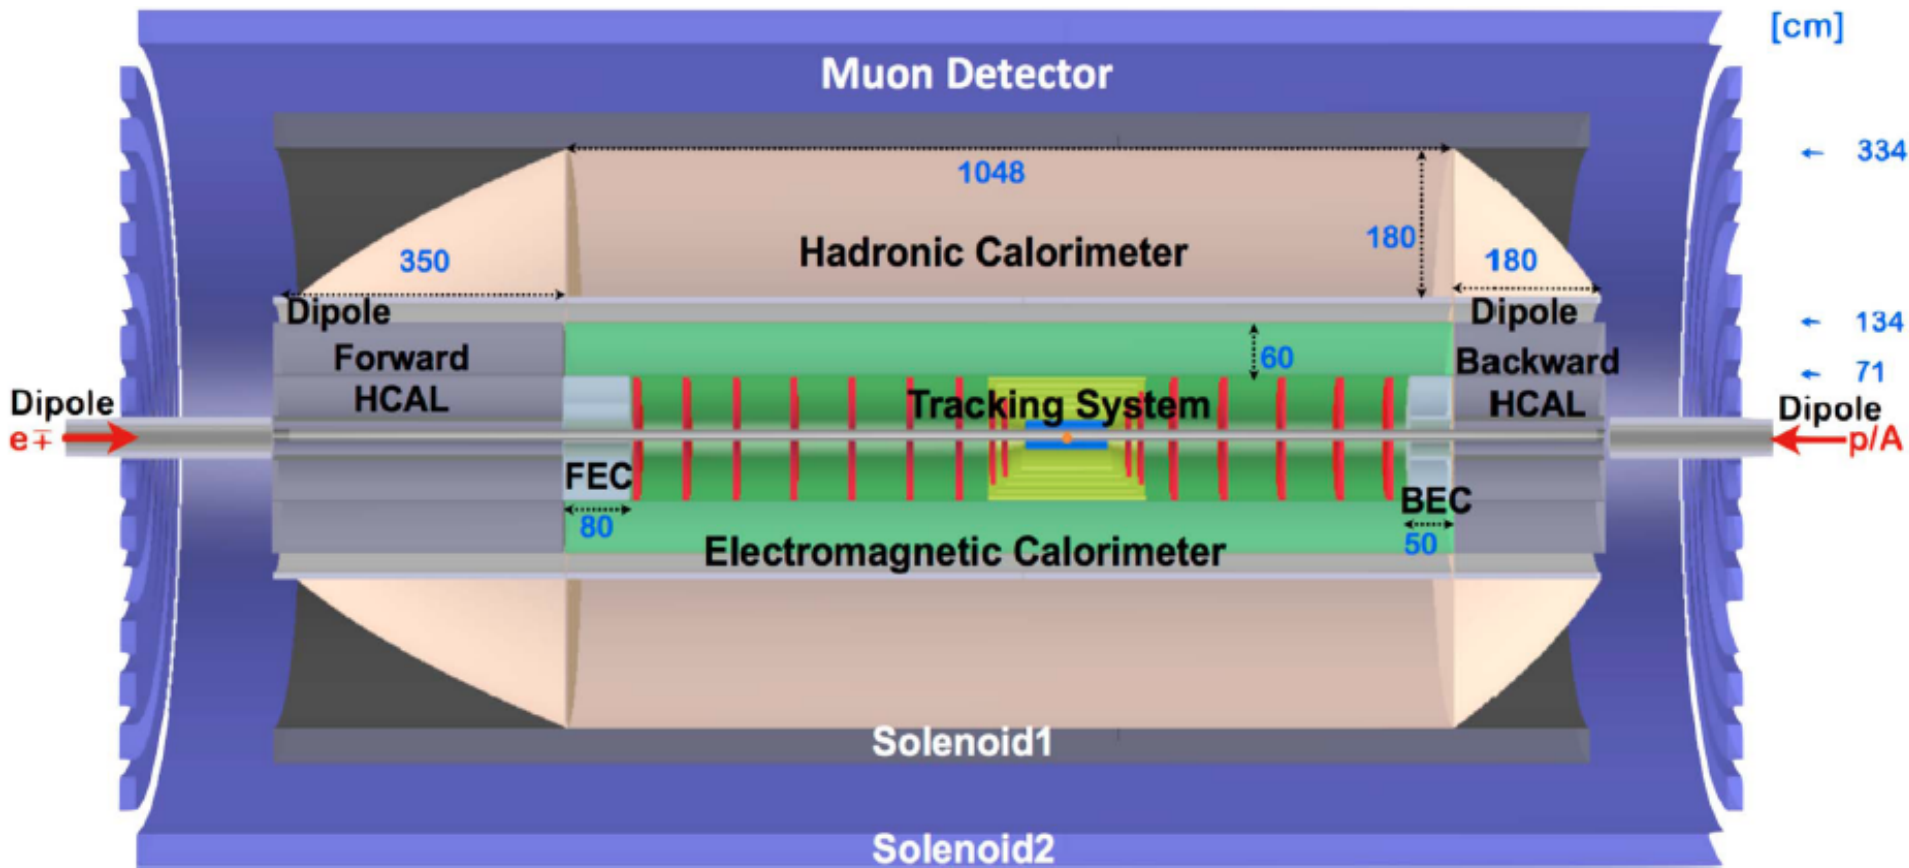 [cm]
Muon Detector
1048
334
180
Hadronic Calorimeter
350
180
Dipole
Dipole
134
Forward
60
Backward
71
HCAL
Tracking System
HCAL
Dipole
Dipole
e∓
p/A
FEC
BEC
80
50
Electromagnetic Calorimeter
Solenoid1
Solenoid2